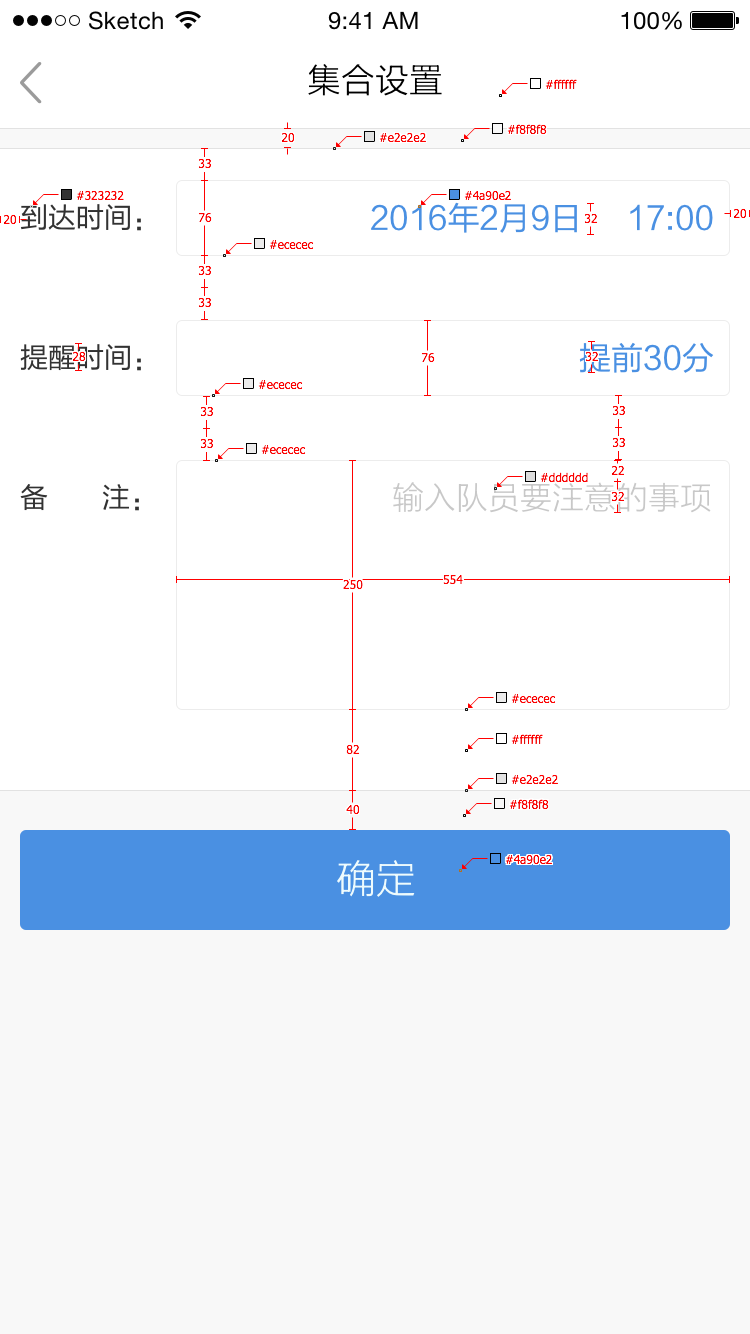 Sketch 9:41 AM 100%
集合设置
#ffffff
20 #e2e2e2 #f8f8f8
33
#323232 #4a90e2
20 到达时间: 76 2016年2月9日 32 17:00 20
#ececec
33
33
提醒时间: 28 76 提前30分 32
#ececec
33 33
33 33
#ececec
22
#dddddd
备 注: 输入队员要注意的事项 32
554
250
#ececec
#ffffff
82
#e2e2e2
#f8f8f8
40
#4a90e2
确定